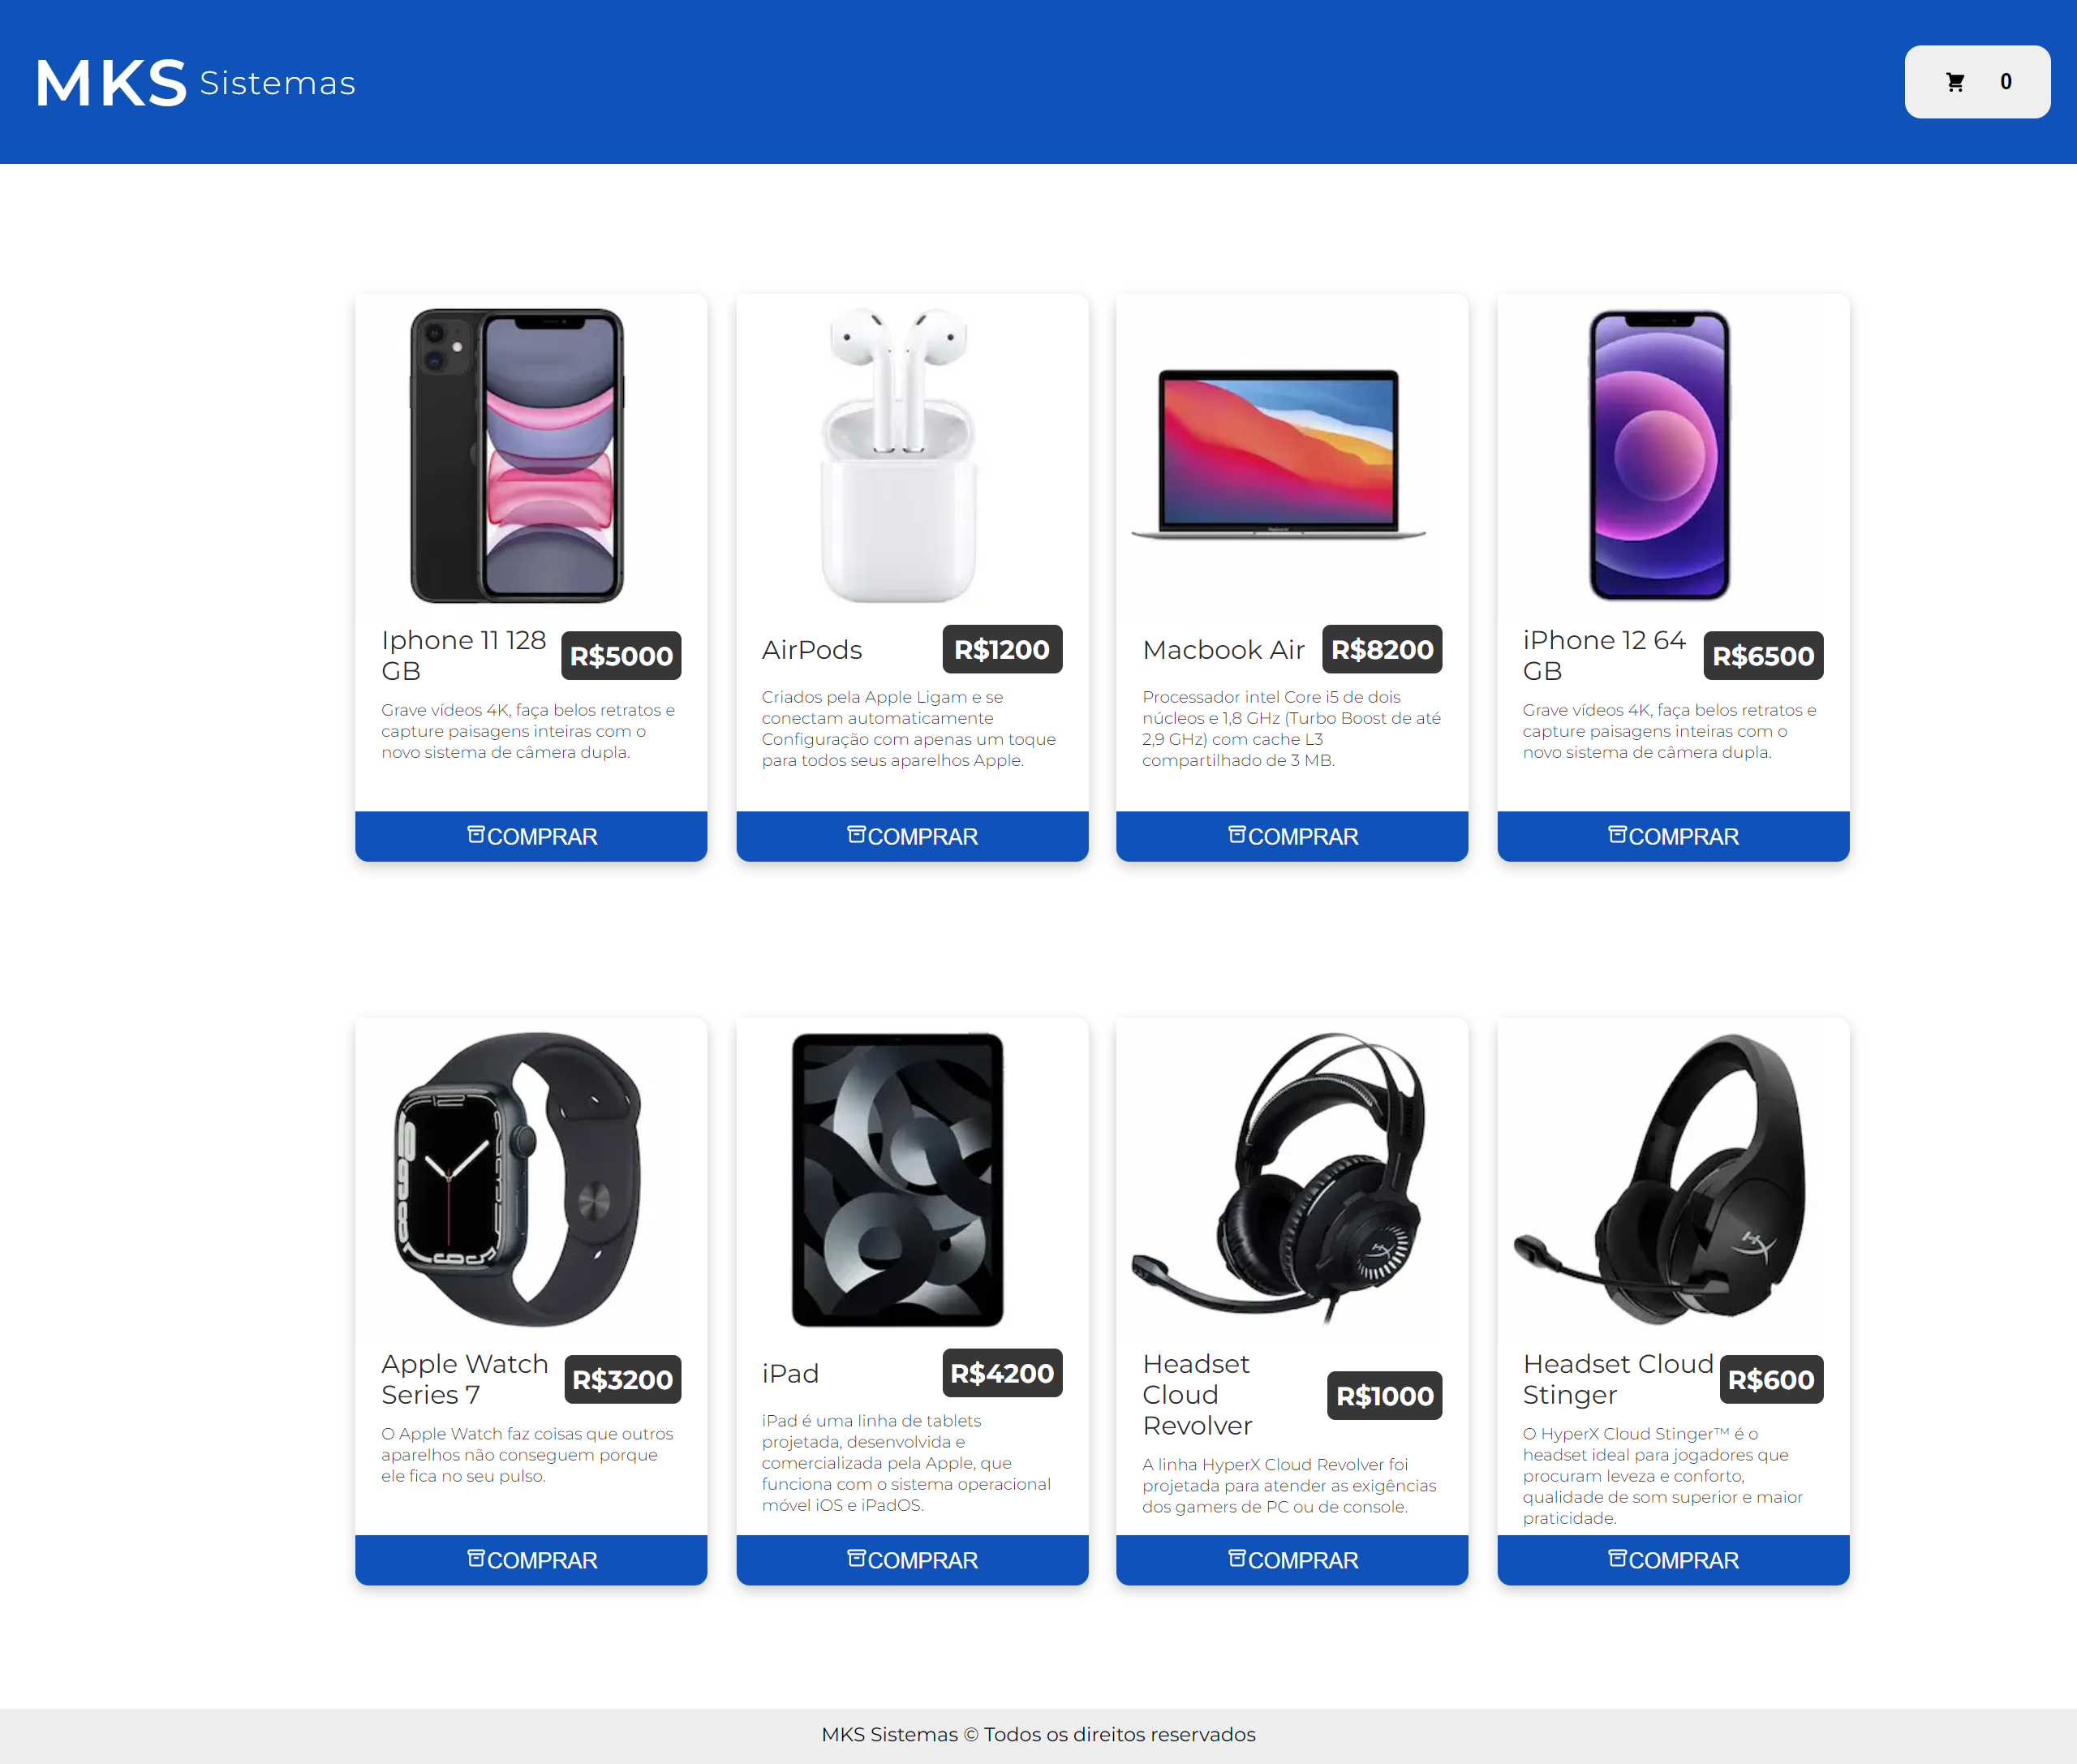 MKS Sistemas
0
Iphone 11 128
GB
R$5000
Grave vídeos 4K, faça belos retratos e
capture paisagens inteiras com o
novo sistema de câmera dupla.
COMPRAR
AirPods
R$1200
Criados pela Apple Ligam e se
conectam automaticamente
Configuração com apenas um toque
para todos seus aparelhos Apple.
COMPRAR
Macbook Air
R$8200
Processador intel Core i5 de dois
núcleos e 1,8 GHz (Turbo Boost de até
2,9 GHz) com cache L3
compartilhado de 3 MB.
COMPRAR
iPhone 12 64
GB
R$6500
Grave vídeos 4K, faça belos retratos e
capture paisagens inteiras com o
novo sistema de câmera dupla.
COMPRAR
Apple Watch
Series 7
R$3200
O Apple Watch faz coisas que outros
aparelhos não conseguem porque
ele fica no seu pulso.
COMPRAR
iPad
R$4200
iPad é uma linha de tablets
projetada, desenvolvida e
comercializada pela Apple, que
funciona com o sistema operacional
móvel iOS e iPadOS.
COMPRAR
Headset
Cloud
Revolver
R$1000
A linha HyperX Cloud Revolver foi
projetada para atender as exigências
dos gamers de PC ou de console.
COMPRAR
Headset Cloud
Stinger
R$600
O HyperX Cloud Stinger™ é o
headset ideal para jogadores que
procuram leveza e conforto,
qualidade de som superior e maior
praticidade.
COMPRAR
MKS Sistemas © Todos os direitos reservados